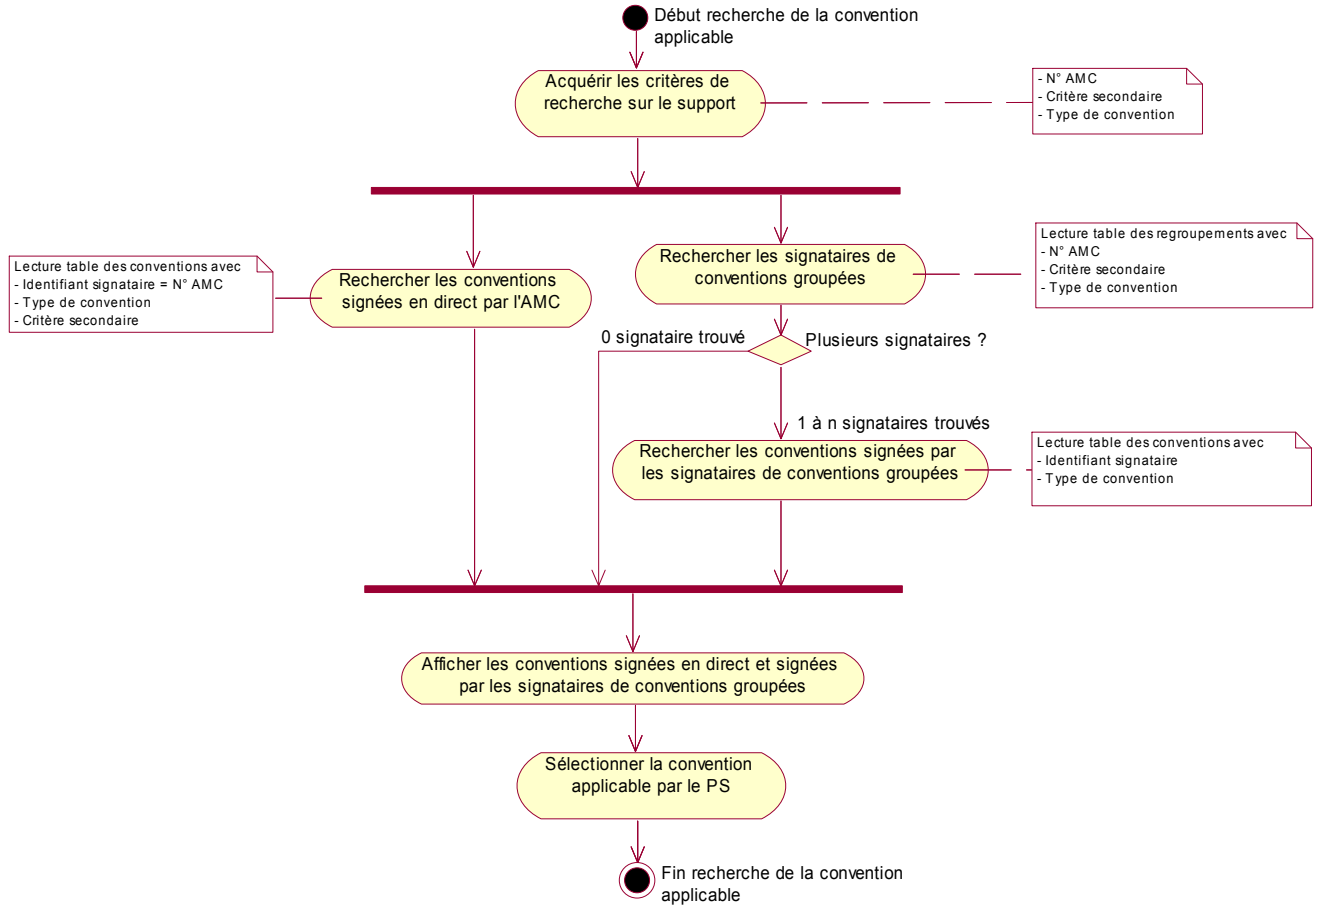 Début recherche de la convention
applicable
Acquérir les critères de
recherche sur le support
- N° AMC
- Critère secondaire
- Type de convention
Rechercher les signataires de
conventions groupées
Lecture table des regroupements avec
- N° AMC
- Critère secondaire
- Type de convention
Lecture table des conventions avec
- Identifiant signataire = N° AMC
- Type de convention
- Critère secondaire
Rechercher les conventions
signées en direct par l'AMC
0 signataire trouvé
Plusieurs signataires ?
1 à n signataires trouvés
Rechercher les conventions signées par
les signataires de conventions groupées
Lecture table des conventions avec
- Identifiant signataire
- Type de convention
Afficher les conventions signées en direct et signées
par les signataires de conventions groupées
Sélectionner la convention
applicable par le PS
Fin recherche de la convention
applicable